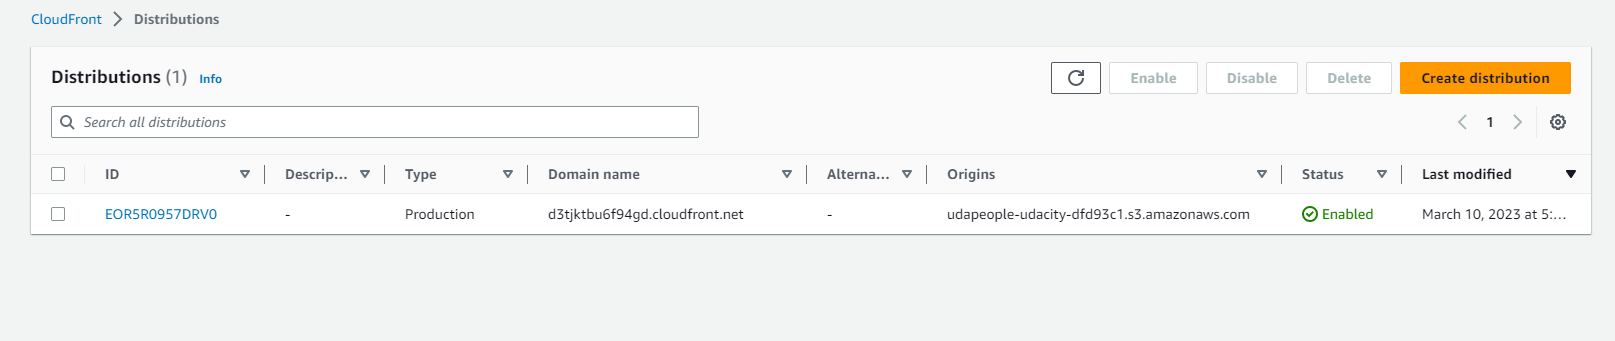 CloudFront > Distributions
Distributions (1) Info
Enable Disable Delete Create distribution
Search all distributions
1
ID Descrip... Type Domain name Alterna... Origins Status Last modified
EOR5R0957DRV0 - Production d3tjktbu6f94gd.cloudfront.net - udapeople-udacity-dfd93c1.s3.amazonaws.com Enabled March 10, 2023 at 5:...